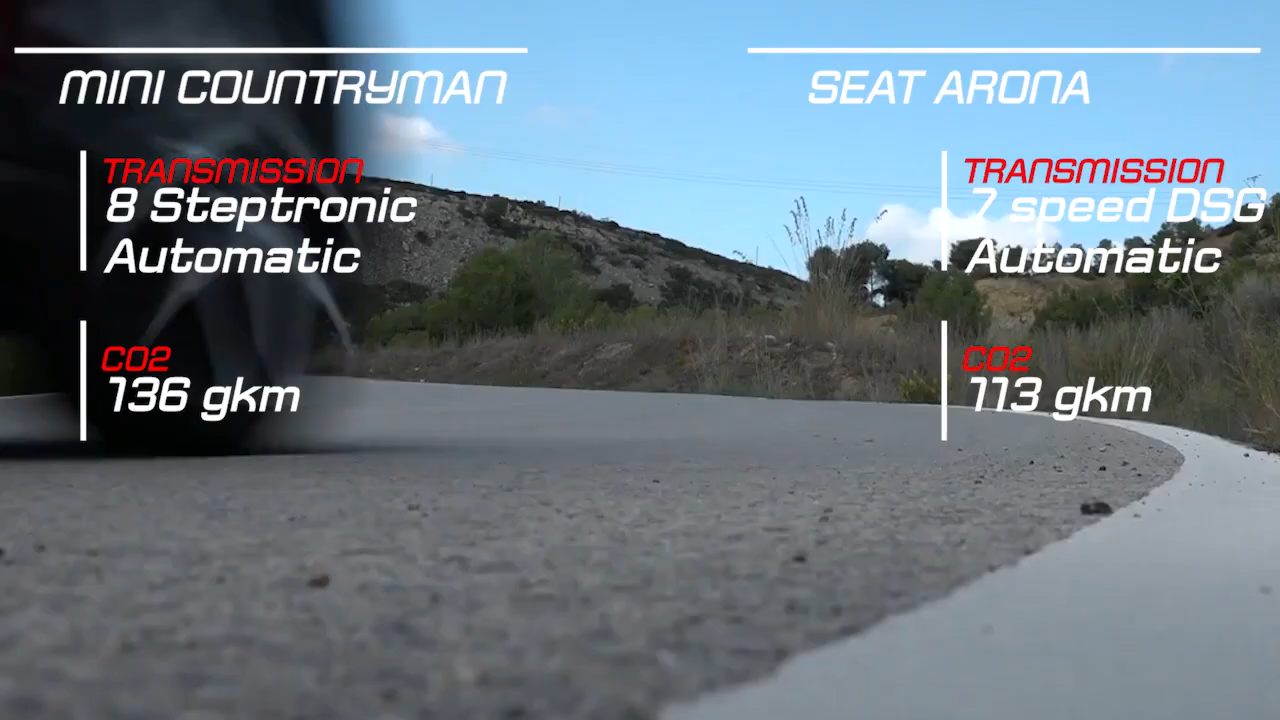 MINI COUNTRYMAN
TRANSMISSION
8 Steptronic
Automatic
CO2
136 gkm
SEAT ARONA
TRANSMISSION
7 speed DSG
Automatic
CO2
113 gkm